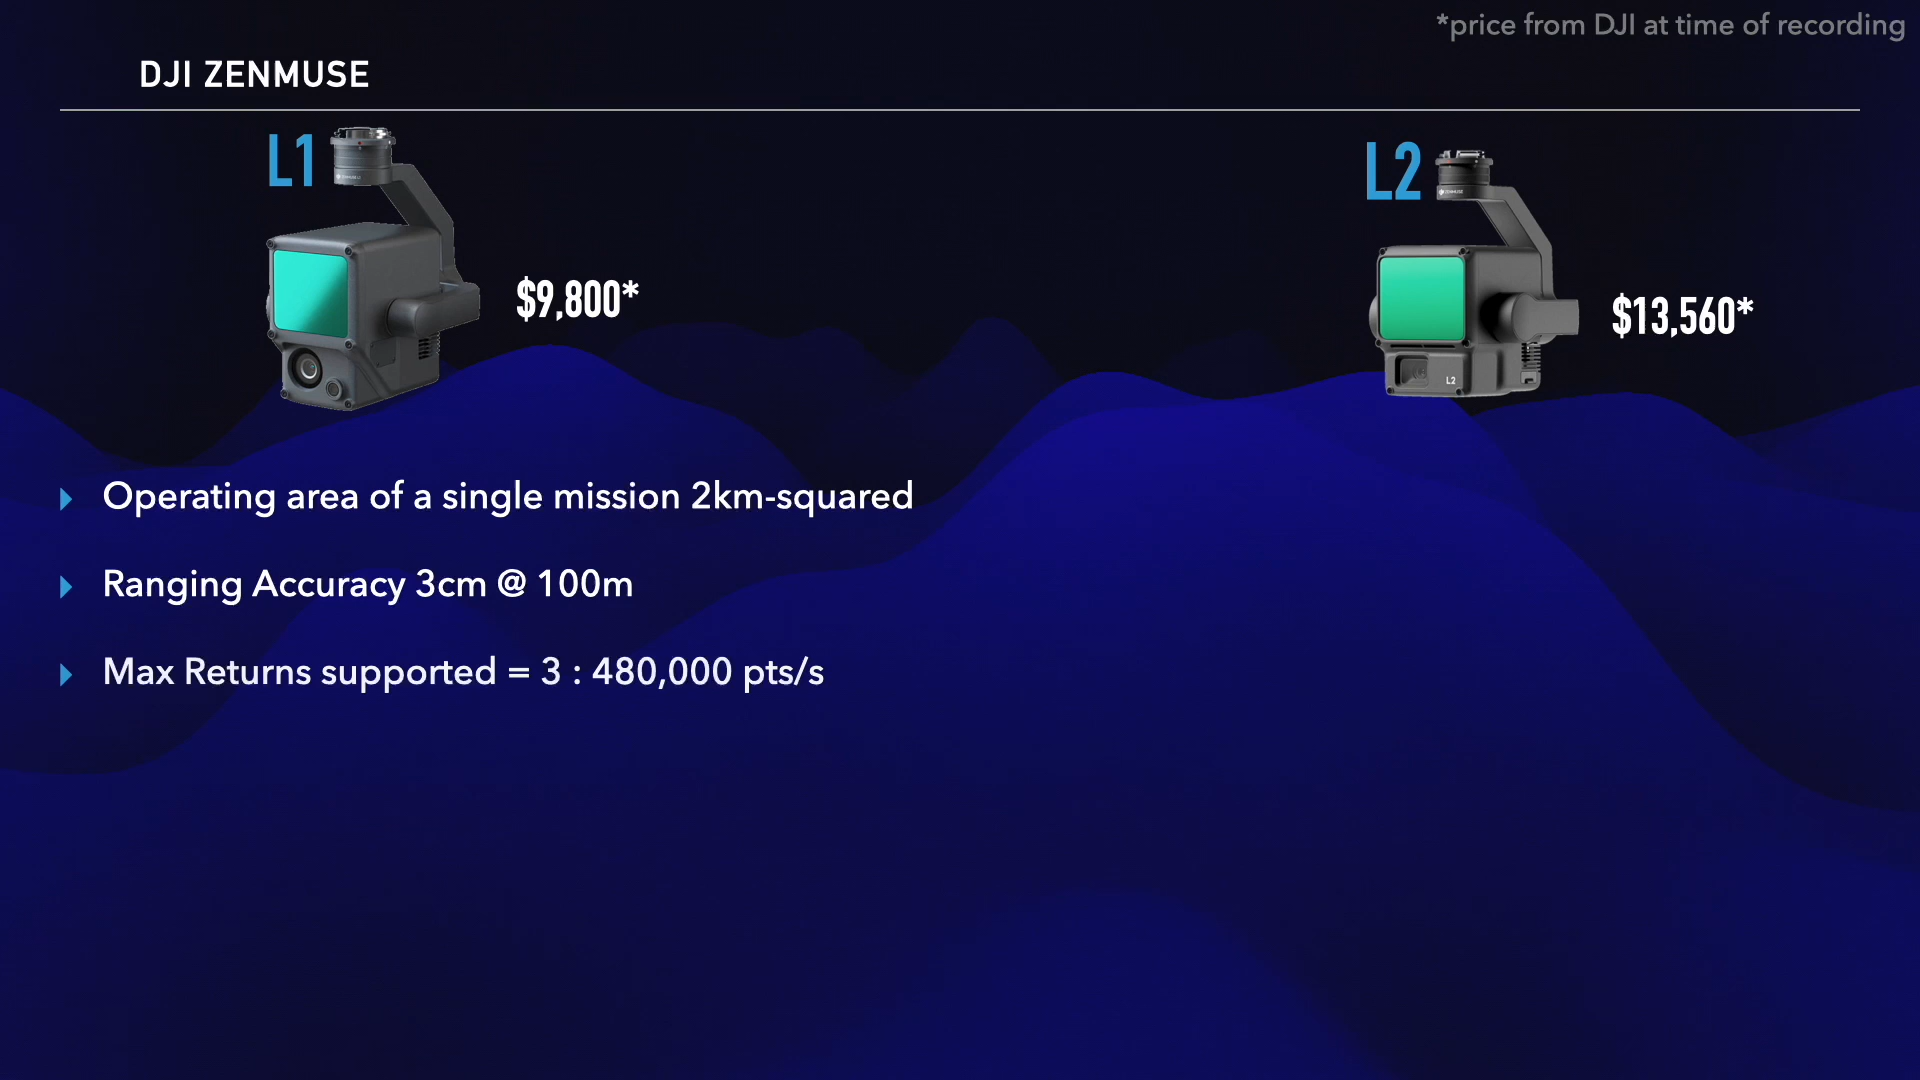 *price from DJI at time of recording
DJI ZENMUSE
L1
L2
$9,800*
$13,560*
L2
Operating area of a single mission 2km-squared
Ranging Accuracy 3cm @ 100m
Max Returns supported = 3 : 480,000 pts/s